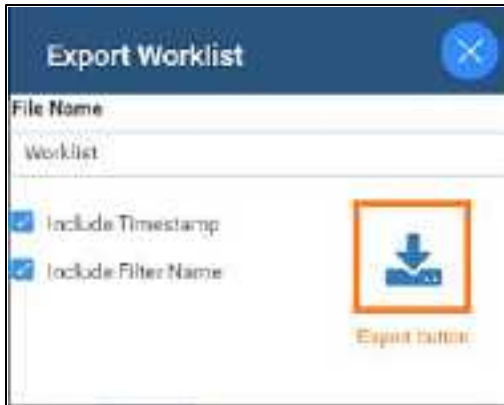 Export Worklist
File Name
Worklist
Include Timestamp
Include Filter Name
Export button